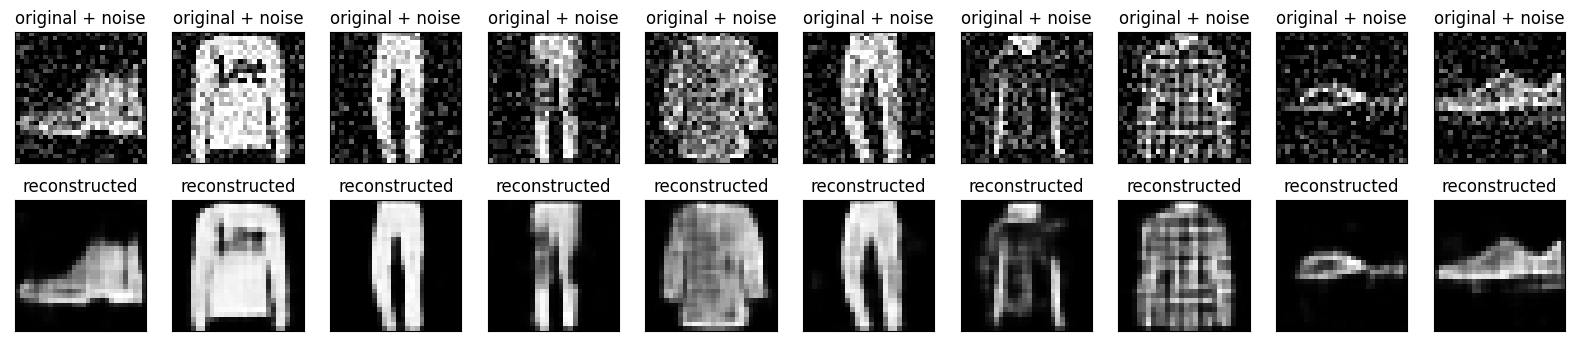 original + noise original + noise original + noise original + noise original + noise original + noise original + noise original + noise original + noise original + noise
reconstructed reconstructed reconstructed reconstructed reconstructed reconstructed reconstructed reconstructed reconstructed reconstructed